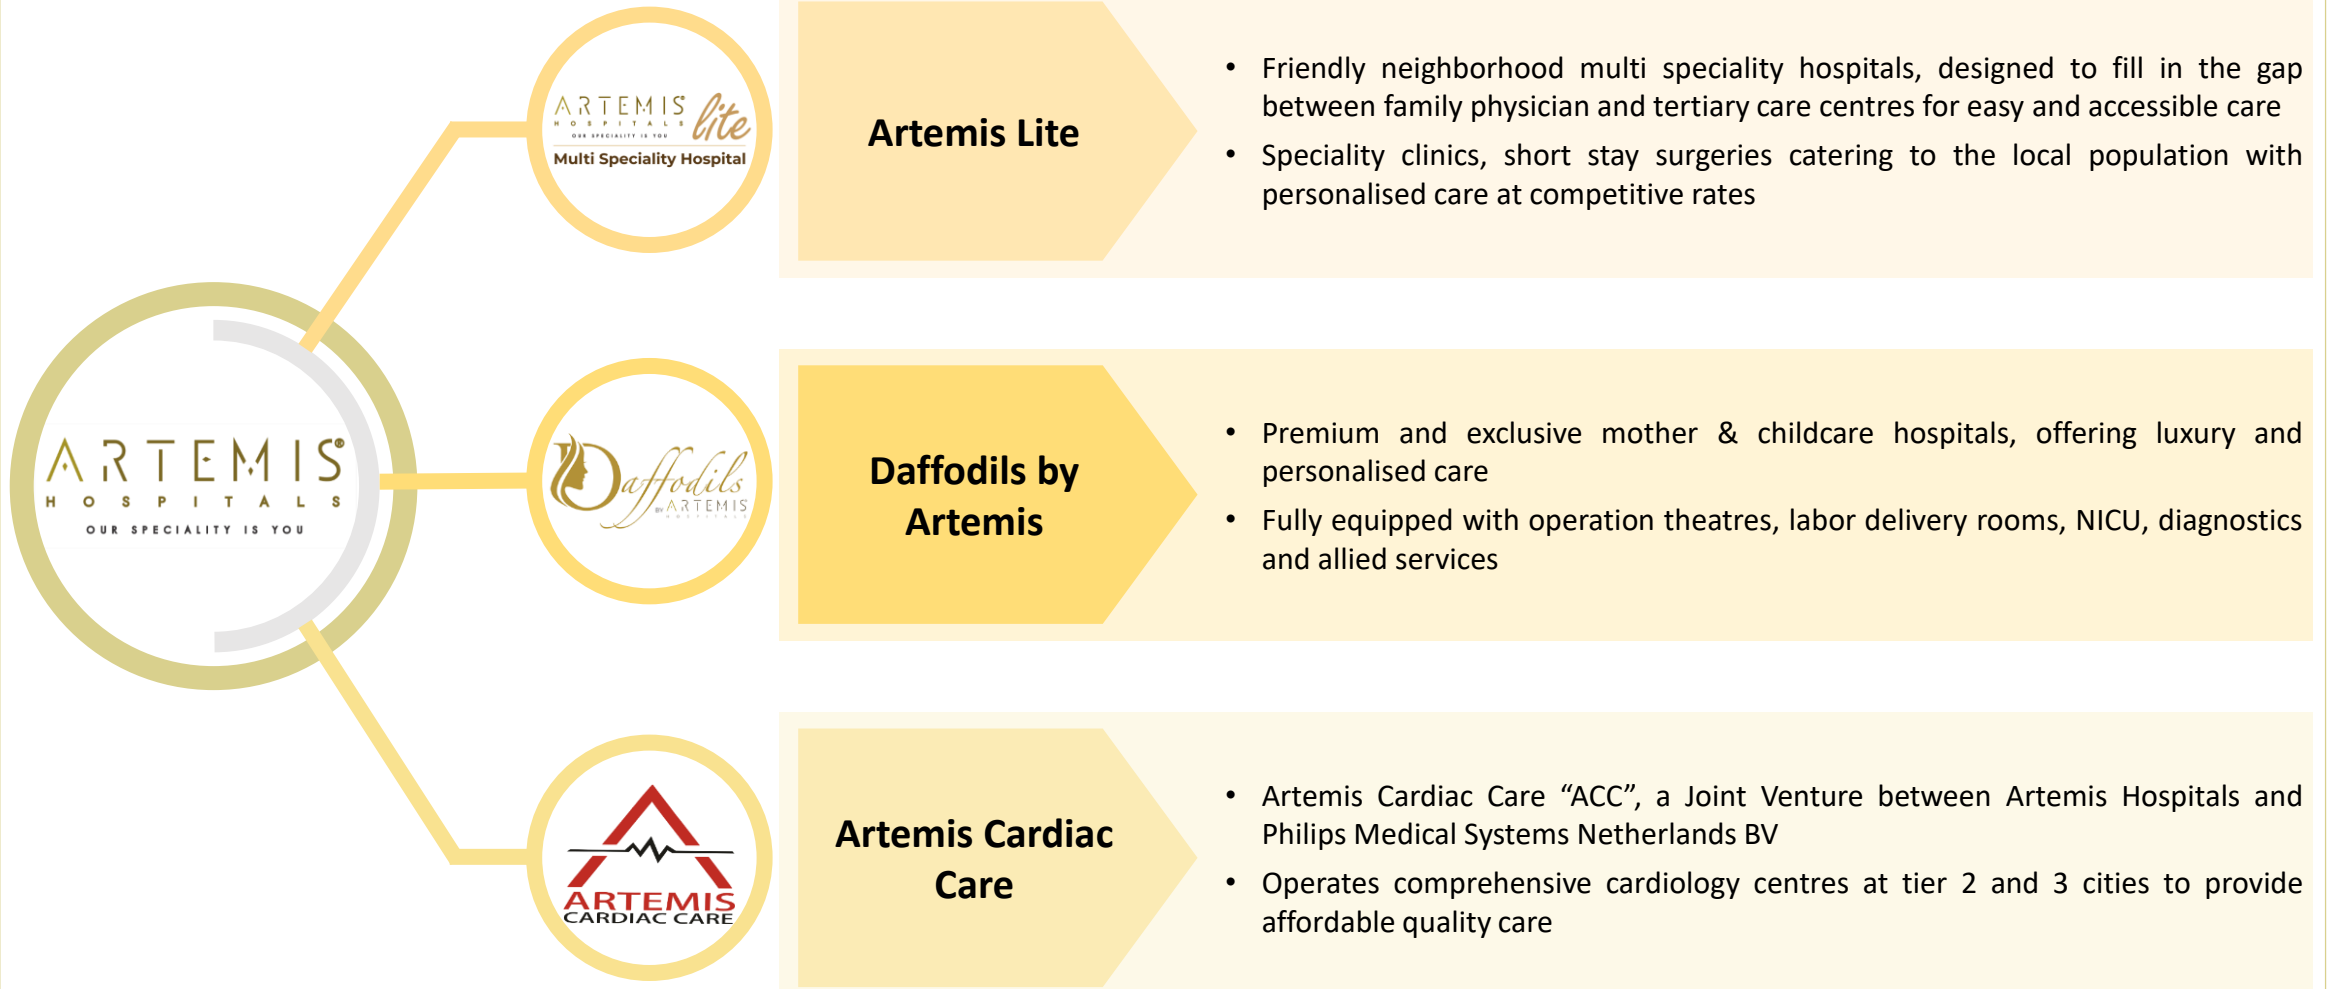 ARTEMIS®
HOSPITALS
OUR SPECIALITY IS YOU
ARTEMIS® lite
HOSPITALS
OUR SPECIALITY IS YOU
Multi Speciality Hospital
Artemis Lite
• Friendly neighborhood multi speciality hospitals, designed to fill in the gap
between family physician and tertiary care centres for easy and accessible care
• Speciality clinics, short stay surgeries catering to the local population with
personalised care at competitive rates
Daffodils
BY ARTEMIS
HOSPITALS
Daffodils by
Artemis
• Premium and exclusive mother & childcare hospitals, offering luxury and
personalised care
• Fully equipped with operation theatres, labor delivery rooms, NICU, diagnostics
and allied services
ARTEMIS
CARDIAC CARE
Artemis Cardiac
Care
• Artemis Cardiac Care “ACC”, a Joint Venture between Artemis Hospitals and
Philips Medical Systems Netherlands BV
• Operates comprehensive cardiology centres at tier 2 and 3 cities to provide
affordable quality care